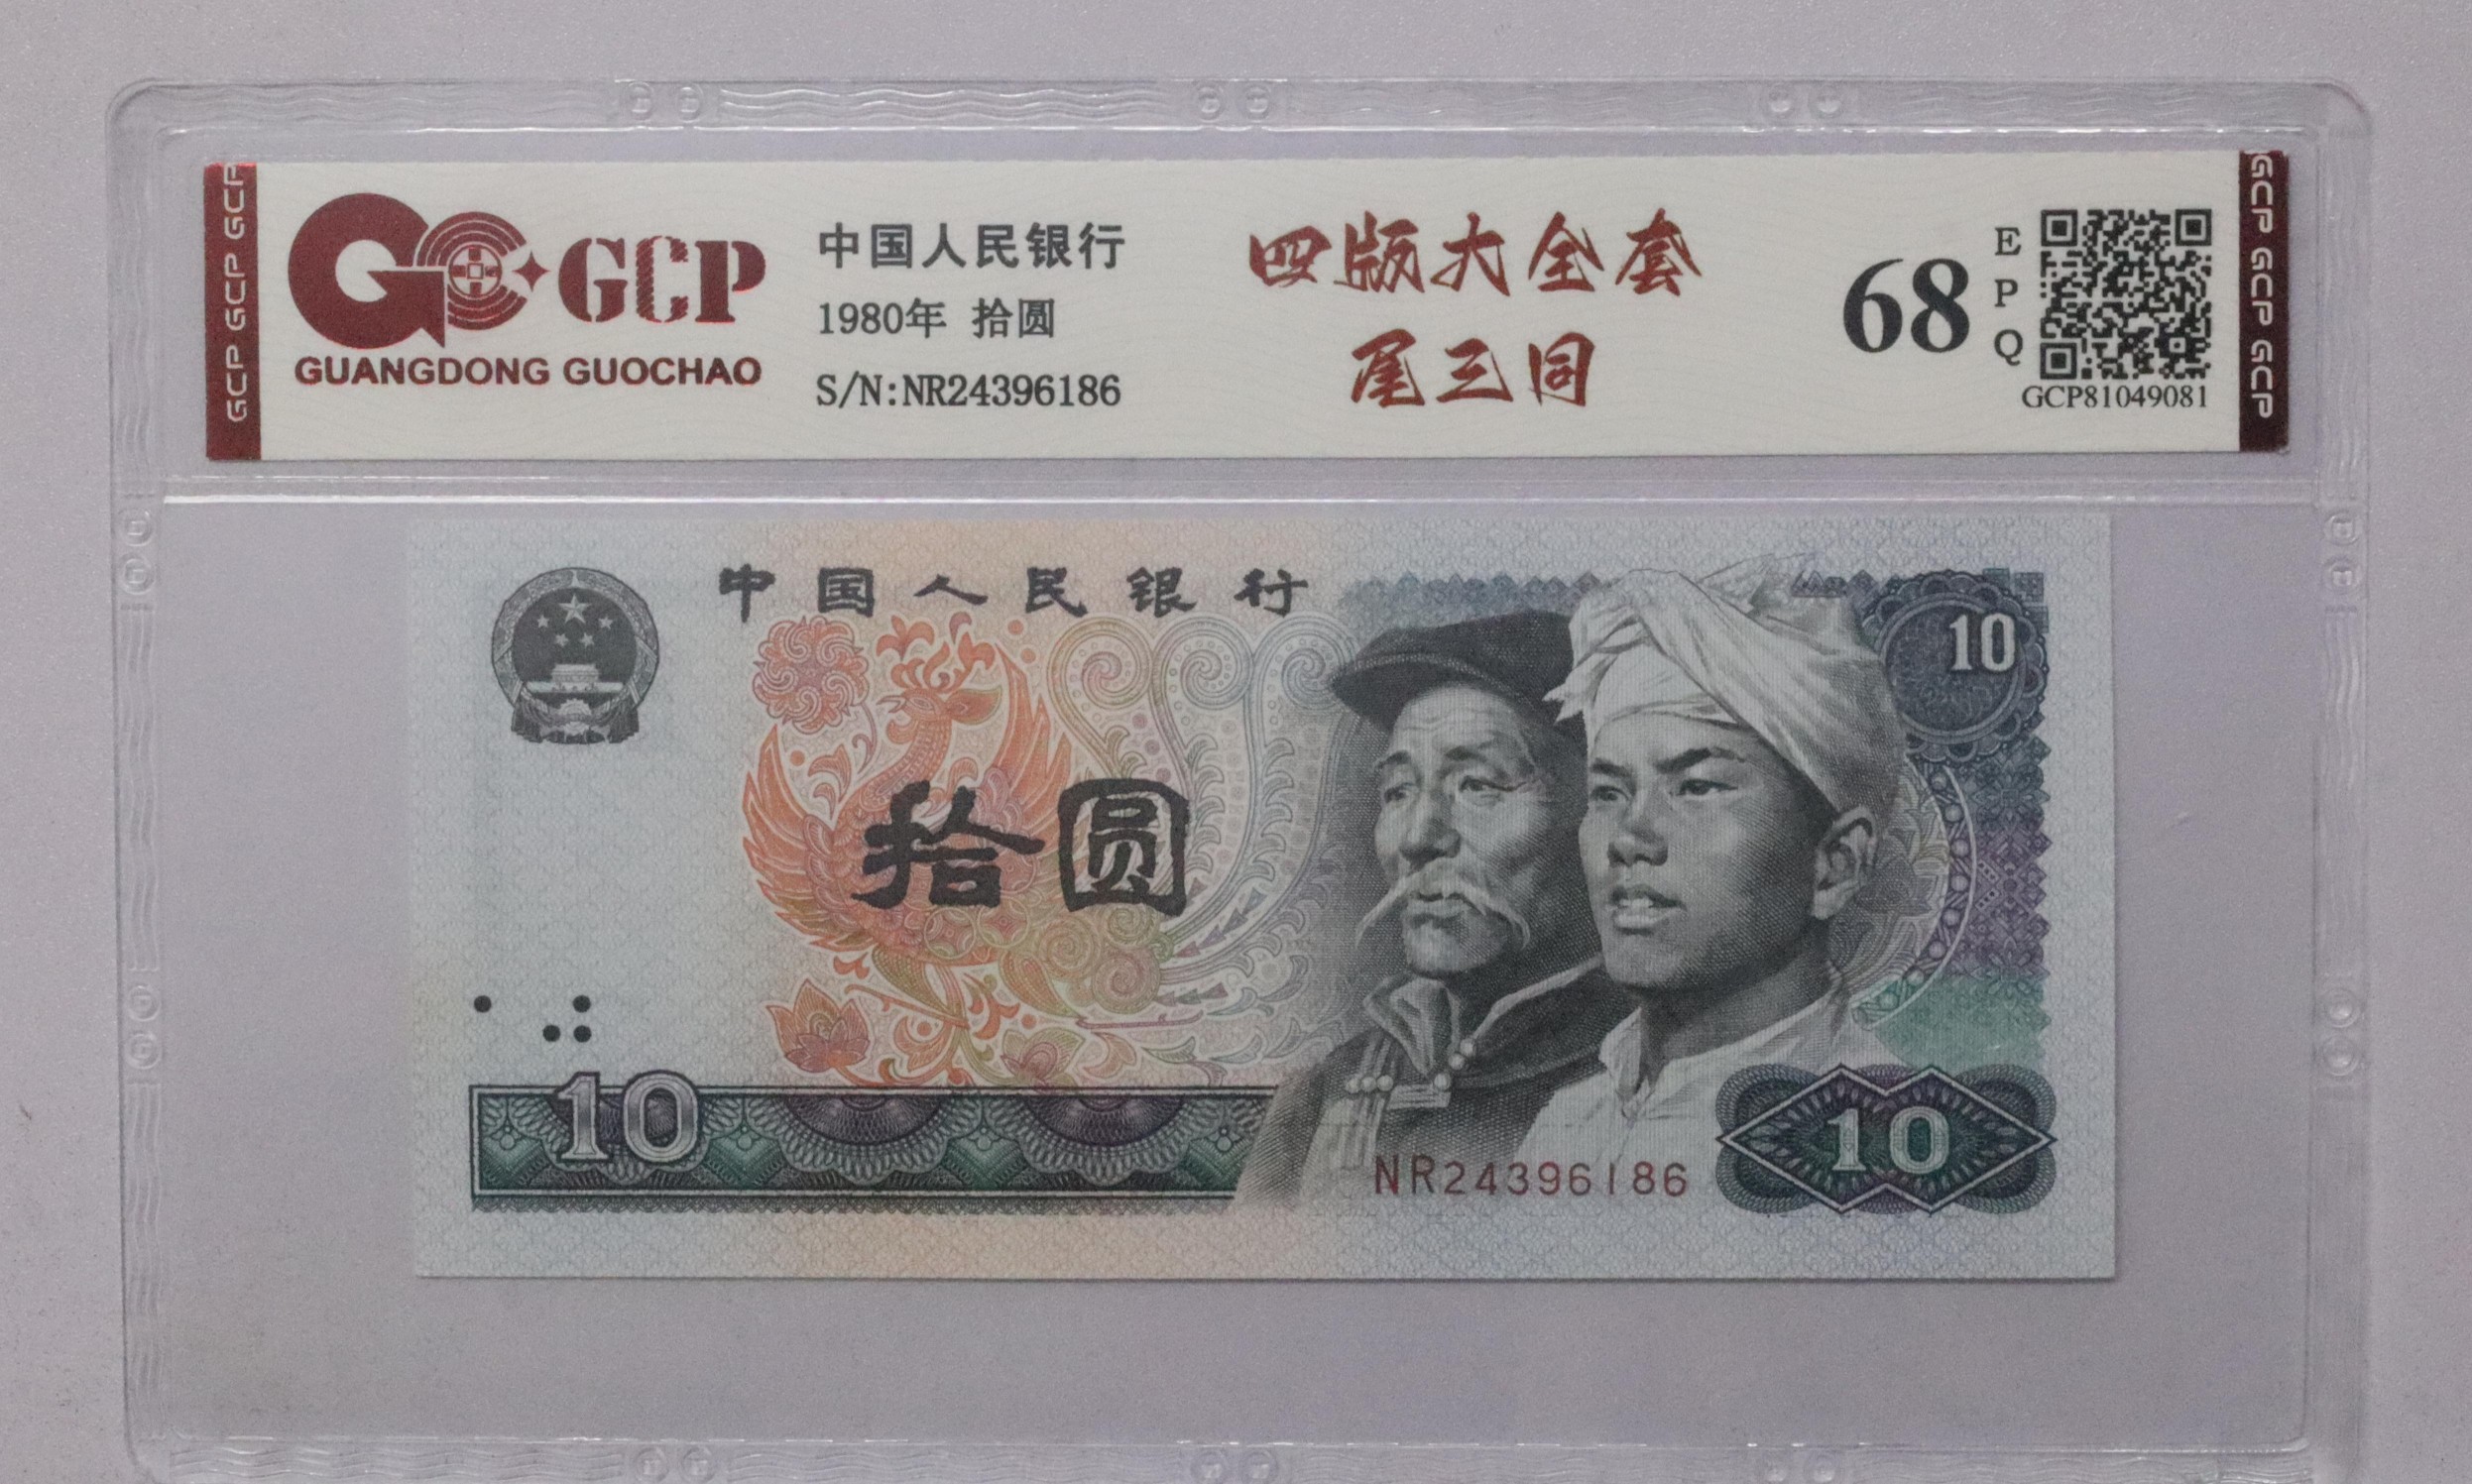 GCP GCP GCP
GCP
GUANGDONG GUOCHAO
中国人民银行
1980年 拾圆
S/N:NR24396186
四版大全套
尾三同
68
E
P
Q
GCP81049081
GCP GCP GCP
中国人民银行
10
拾圆
10
NR24396186
10